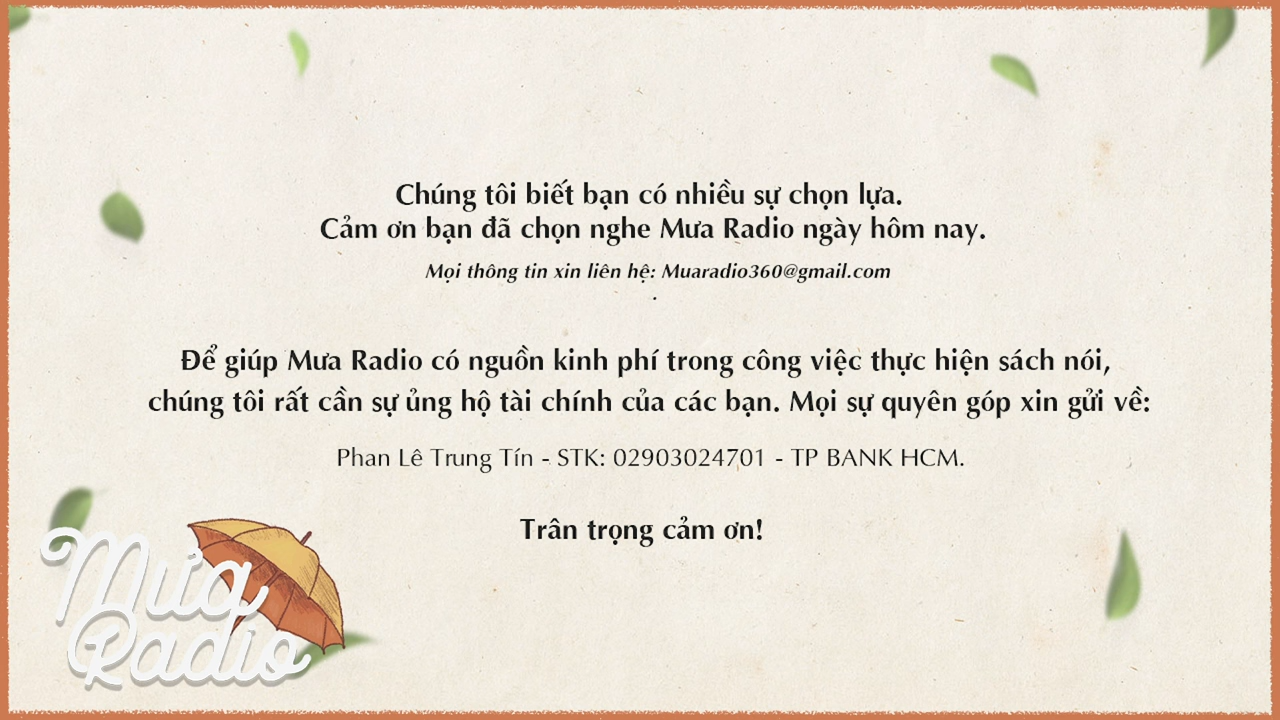 Chúng tôi biết bạn có nhiều sự chọn lựa.
Cảm ơn bạn đã chọn nghe Mưa Radio ngày hôm nay.
Mọi thông tin xin liên hệ: Muaradio360@gmail.com
.
Để giúp Mưa Radio có nguồn kinh phí trong công việc thực hiện sách nói,
chúng tôi rất cần sự ủng hộ tài chính của các bạn. Mọi sự quyên góp xin gửi về:
Phan Lê Trung Tín - STK: 02903024701 - TP BANK HCM.
Trân trọng cảm ơn!
Mưa
Radio